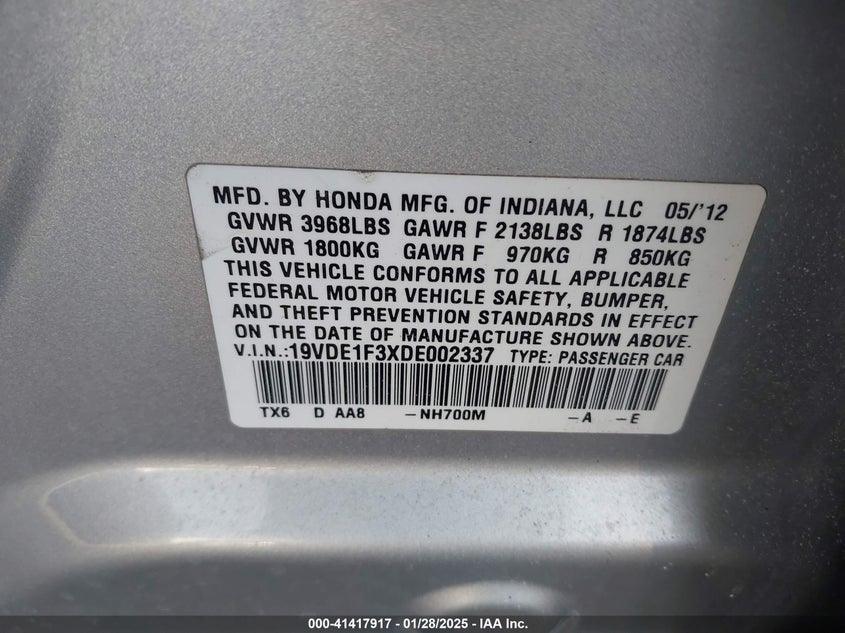 MFD. BY HONDA MFG. OF INDIANA, LLC 05/'12
GVWR 3968LBS GAWR F 2138LBS R 1874LBS
GVWR 1800KG GAWR F 970KG R 850KG
THIS VEHICLE CONFORMS TO ALL APPLICABLE
FEDERAL MOTOR VEHICLE SAFETY, BUMPER,
AND THEFT PREVENTION STANDARDS IN EFFECT
ON THE DATE OF MANUFACTURE SHOWN ABOVE.
V.I.N.:19VDE1F3XDE002337 TYPE: PASSENGER CAR
TX6 D AA8 -NH700M -A -E
000-41417917 - 01/28/2025 - IAA Inc.